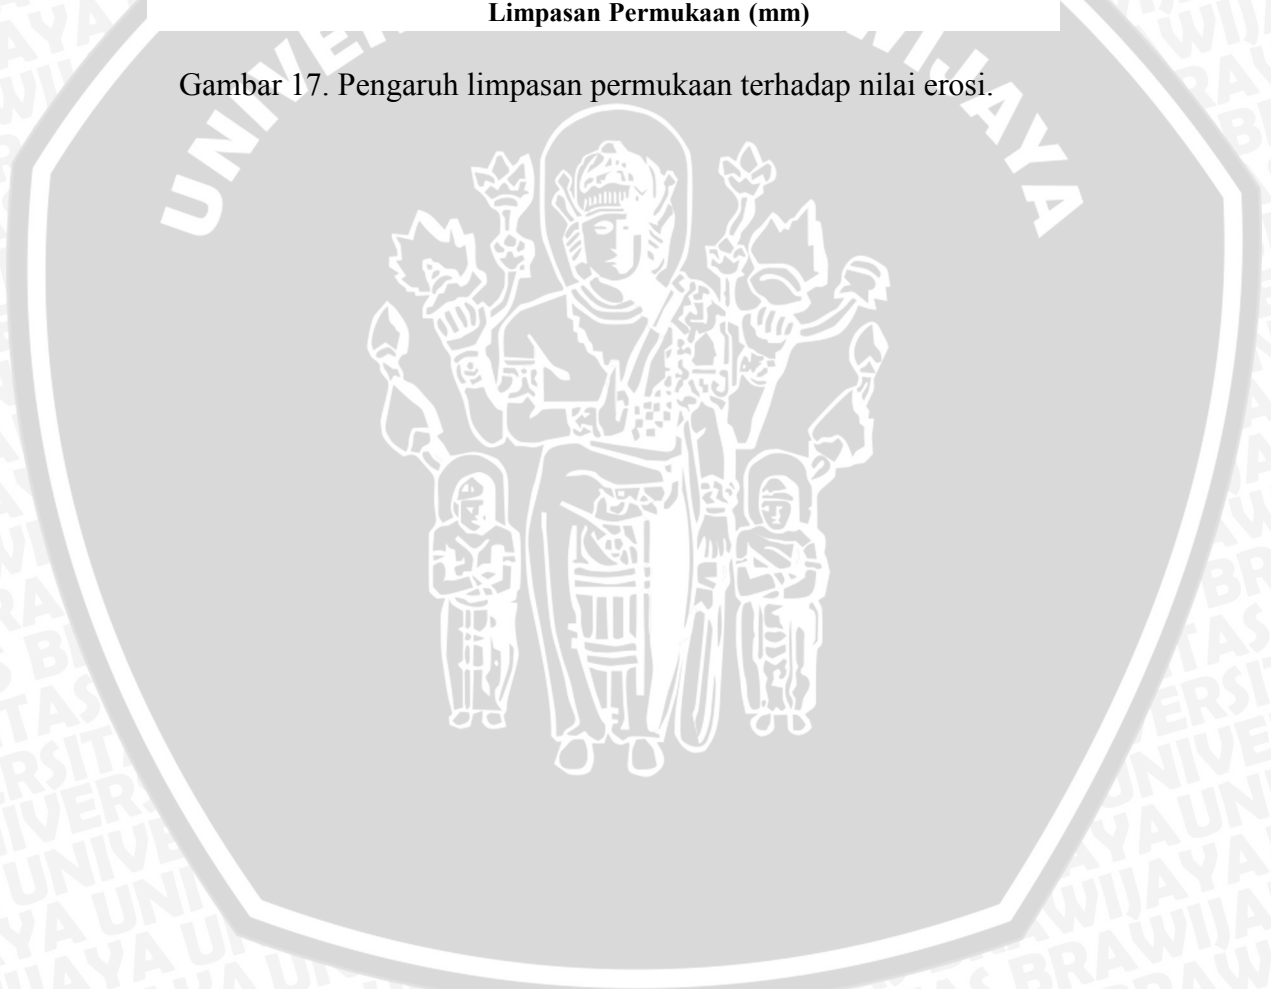 Limpasan Permukaan (mm)
Gambar 17. Pengaruh limpasan permukaan terhadap nilai erosi.